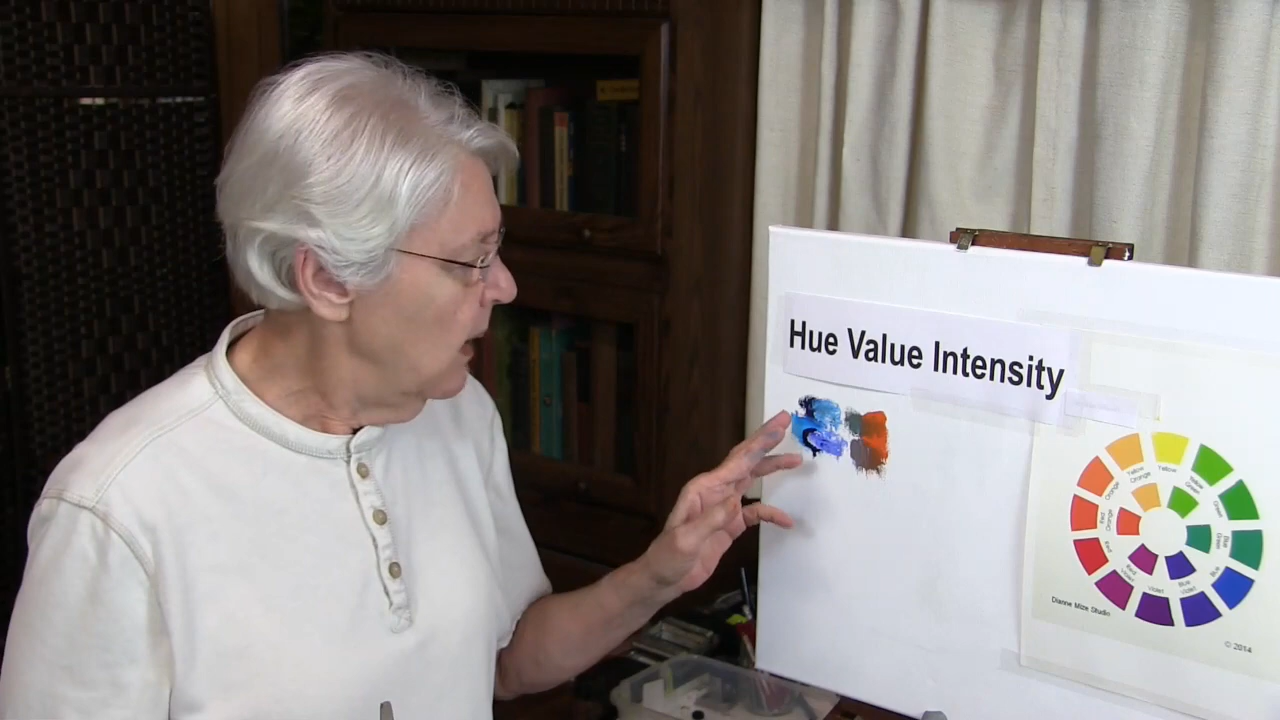 Hue Value Intensity
Yellow
Yellow
Orange
Yellow
Green
Orange
Green
Red
Orange
Blue
Green
Red
Blue
Red
Violet
Violet
Blue
Violet
Dianne Mize Studio
© 2014